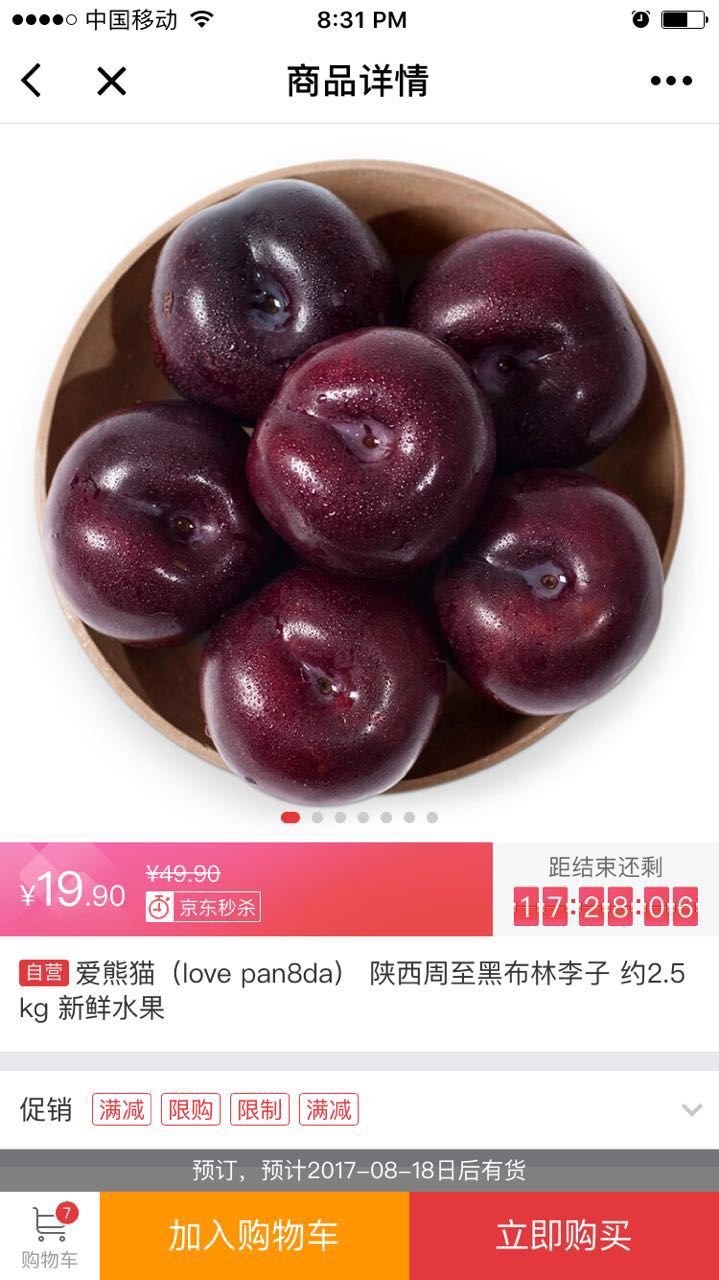 中国移动
8:31 PM
商品详情
¥19.90
¥49.90
京东秒杀
距结束还剩
17:28:06
自营 爱熊猫（love pan8da） 陕西周至黑布林李子 约2.5
kg 新鲜水果
促销 满减 限购 限制 满减
预订，预计2017-08-18日后有货
7
购物车
加入购物车
立即购买